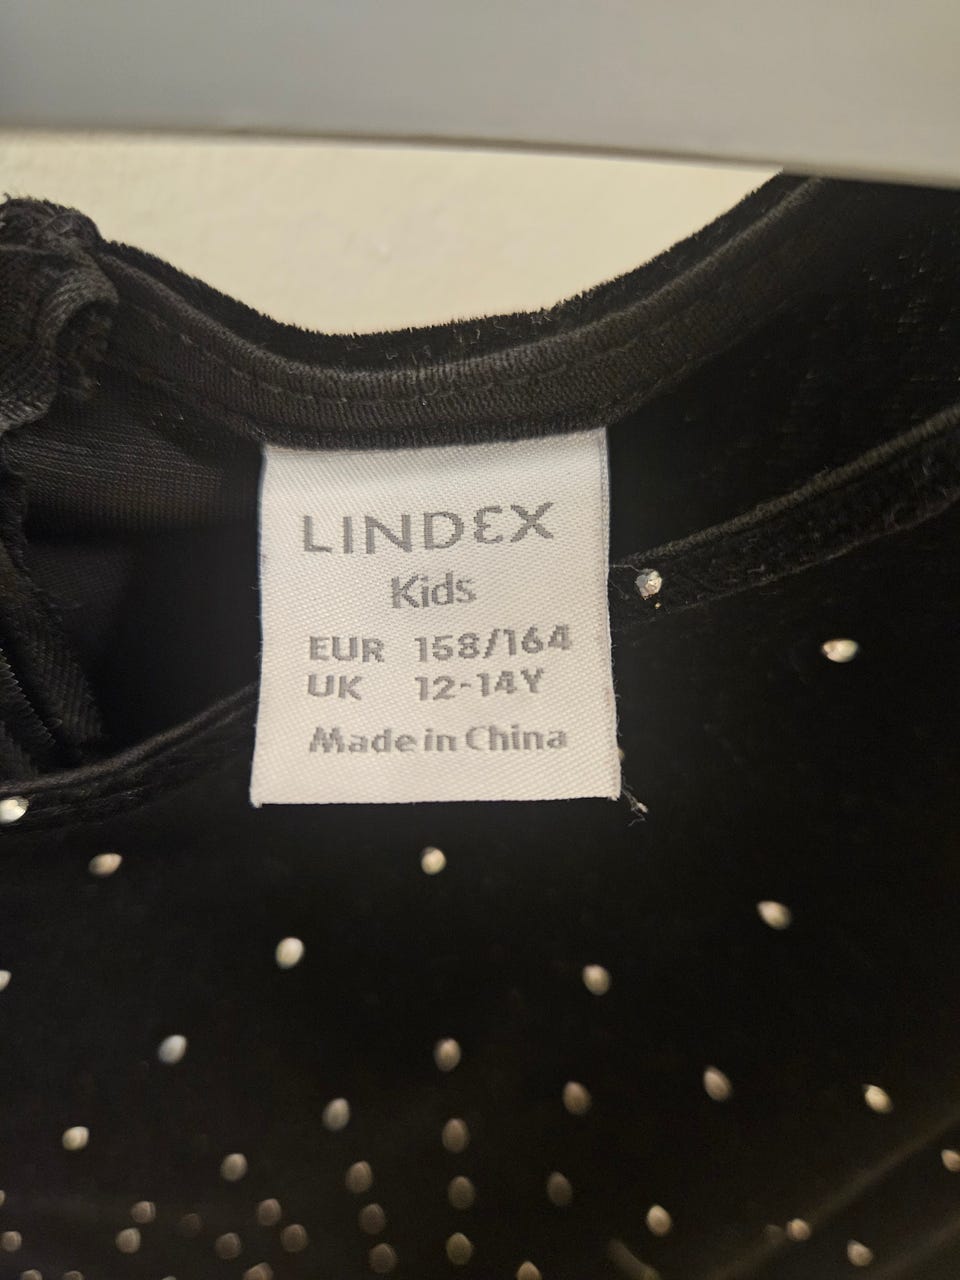 LINDEX
Kids
EUR 158/164
UK 12-14Y
Made in China